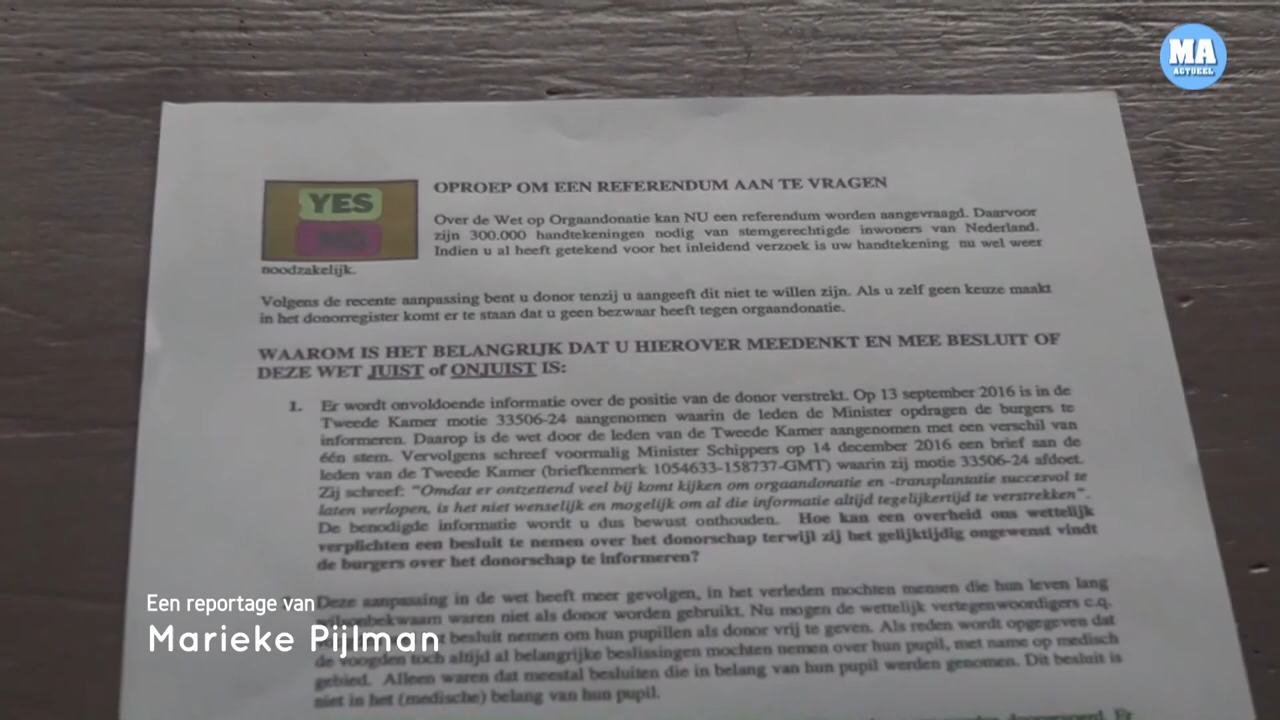 MA
ACTUEEL
YES
OPROEP OM EEN REFERENDUM AAN TE VRAGEN
Over de Wet op Orgaandonatie kan NU een referendum worden aangevraagd. Daarvoor
zijn 300.000 handtekeningen nodig van stemgerechtigde inwoners van Nederland.
Indien u al heeft getekend voor het inleidend verzoek is uw handtekening nu wel weer
noodzakelijk.
Volgens de recente aanpassing bent u donor tenzij u aangeeft dit niet te willen zijn. Als u zelf geen keuze maakt
in het donorregister komt er te staan dat u geen bezwaar heeft tegen orgaandonatie.
WAAROM IS HET BELANGRIJK DAT U HIEROVER MEEDENKT EN MEE BESLUIT OF
DEZE WET JUIST of ONJUIST IS:
1. Er wordt onvoldoende informatie over de positie van de donor verstrekt. Op 13 september 2016 is in de
Tweede Kamer motie 33506-24 aangenomen waarin de leden de Minister opdragen de burgers te
informeren. Daarop is de wet door de leden van de Tweede Kamer aangenomen met een verschil van
één stem. Vervolgens schreef voormalig Minister Schippers op 14 december 2016 een brief aan de
leden van de Tweede Kamer (briefkenmerk 1054633-158737-GMT) waarin zij motie 33506-24 afdoet.
Zij schreef: "Omdat er ontzettend veel bij komt kijken om orgaandonatie en -transplantatie succesvol te
laten verlopen, is het niet wenselijk en mogelijk om al die informatie altijd tegelijkertijd te verstrekken".
De benodigde informatie wordt u dus bewust onthouden. Hoe kan een overheid ons wettelijk
verplichten een besluit te nemen over het donorschap terwijl zij het gelijktijdig ongewenst vindt
de burgers over het donorschap te informeren?
Deze aanpassing in de wet heeft meer gevolgen, in het verleden mochten mensen die hun leven lang
wilsonbekwaam waren niet als donor worden gebruikt. Nu mogen de wettelijk vertegenwoordigers c.q.
besluit nemen om hun pupillen als donor vrij te geven. Als reden wordt opgegeven dat
de voogden toch altijd al belangrijke beslissingen mochten nemen over hun pupil, met name op medisch
gebied. Alleen waren dat meestal besluiten die in belang van hun pupil werden genomen. Dit besluit is
niet in het (medische) belang van hun pupil.
Een reportage van
Marieke Pijlman